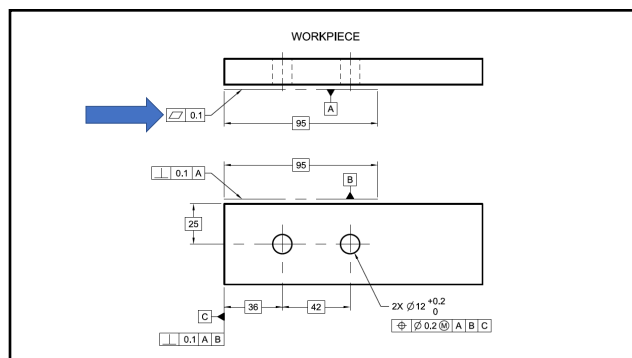 WORKPIECE
⏥ 0.1
A
95
95
⊥ 0.1 A
B
25
C
36
42
2X Ø12 +0.2 0
⌖ Ø 0.2 Ⓜ A B C
⊥ 0.1 A B